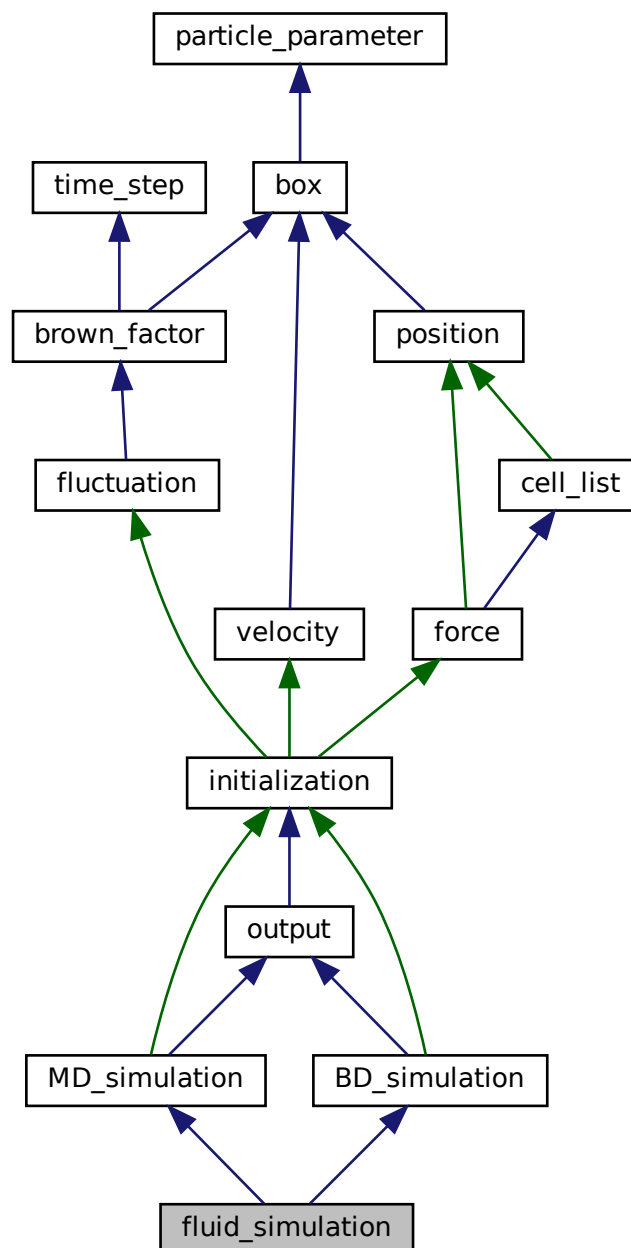 particle_parameter
time_step
box
brown_factor
position
fluctuation
cell_list
velocity
force
initialization
output
MD_simulation
BD_simulation
fluid_simulation